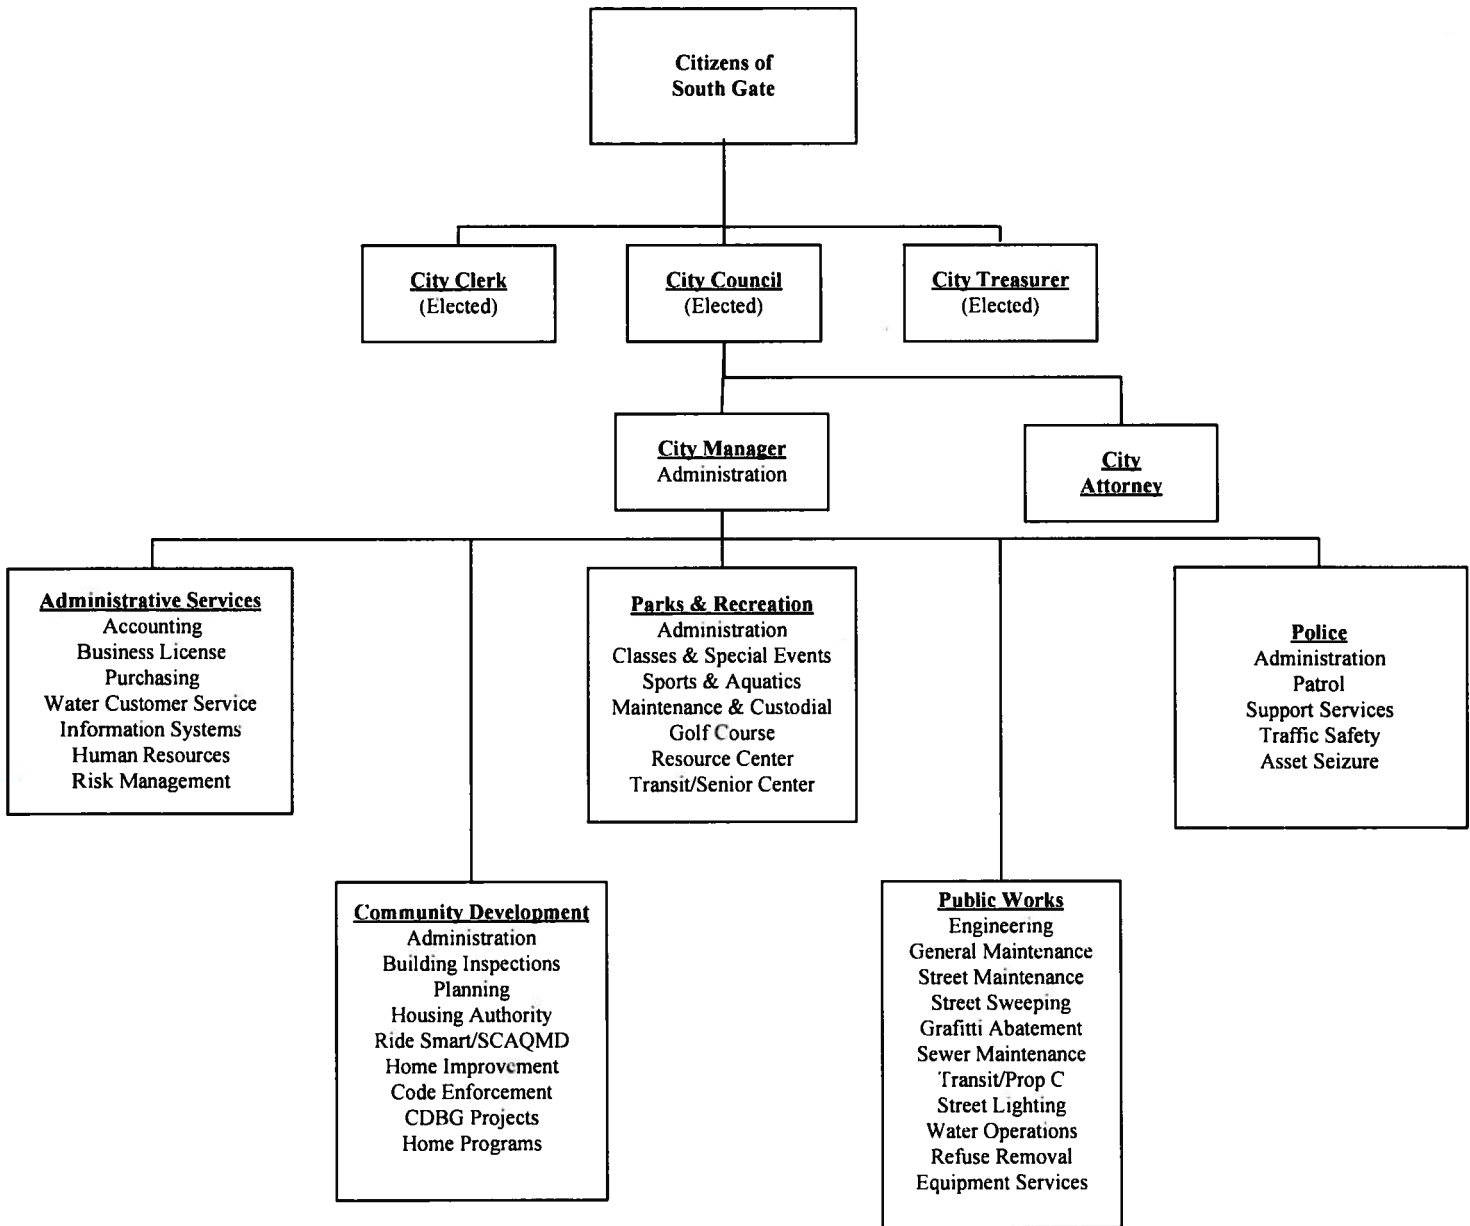 Citizens of
South Gate
City Clerk
(Elected)
City Council
(Elected)
City Treasurer
(Elected)
City Manager
Administration
City
Attorney
Administrative Services
Accounting
Business License
Purchasing
Water Customer Service
Information Systems
Human Resources
Risk Management
Parks & Recreation
Administration
Classes & Special Events
Sports & Aquatics
Maintenance & Custodial
Golf Course
Resource Center
Transit/Senior Center
Police
Administration
Patrol
Support Services
Traffic Safety
Asset Seizure
Community Development
Administration
Building Inspections
Planning
Housing Authority
Ride Smart/SCAQMD
Home Improvement
Code Enforcement
CDBG Projects
Home Programs
Public Works
Engineering
General Maintenance
Street Maintenance
Street Sweeping
Grafitti Abatement
Sewer Maintenance
Transit/Prop C
Street Lighting
Water Operations
Refuse Removal
Equipment Services